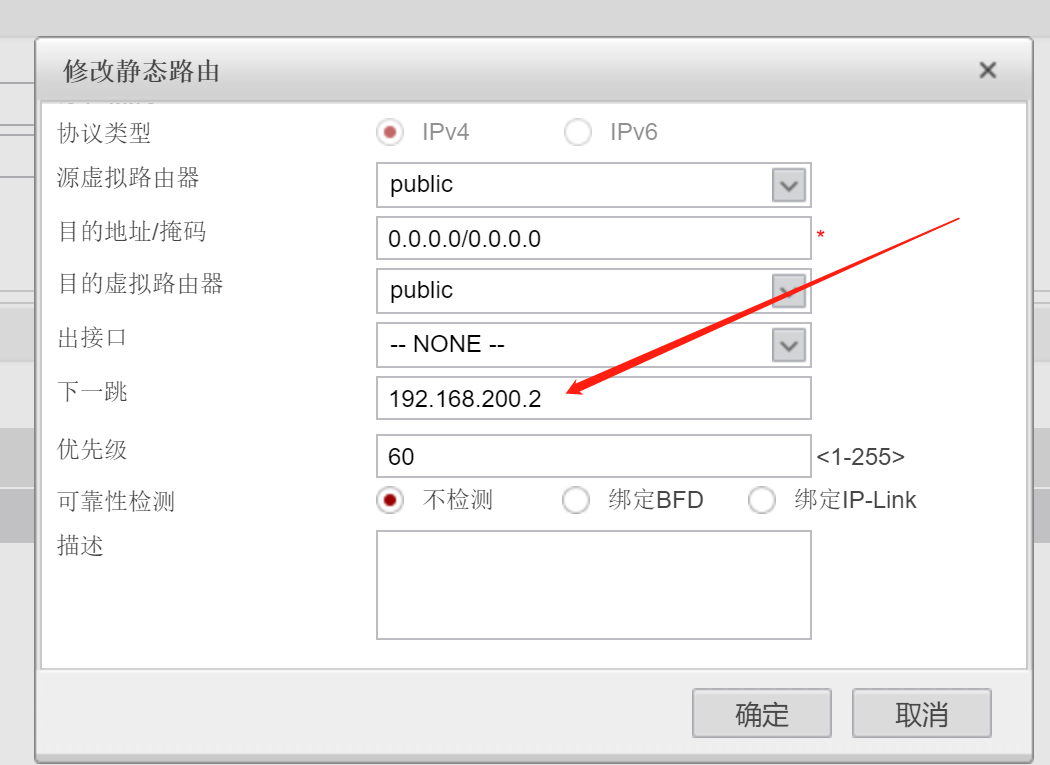 修改静态路由
协议类型 IPv4 IPv6
源虚拟路由器 public
目的地址/掩码 0.0.0.0/0.0.0.0 *
目的虚拟路由器 public
出接口 -- NONE --
下一跳 192.168.200.2
优先级 60 <1-255>
可靠性检测 不检测 绑定BFD 绑定IP-Link
描述
确定 取消